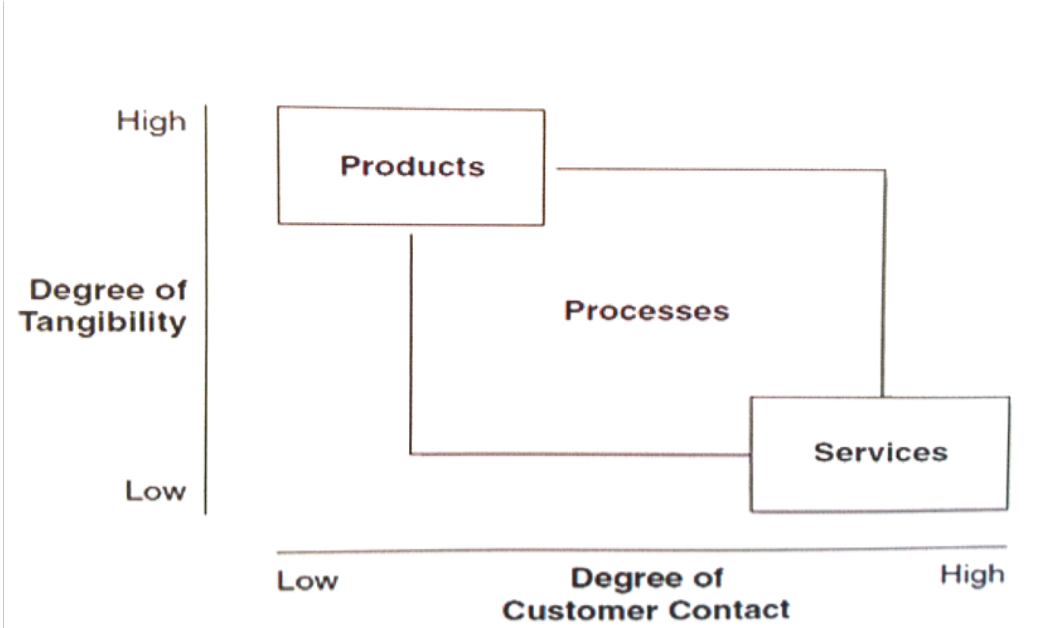 High
Products
Degree of
Tangibility
Processes
Services
Low
Low
Degree of
Customer Contact
High